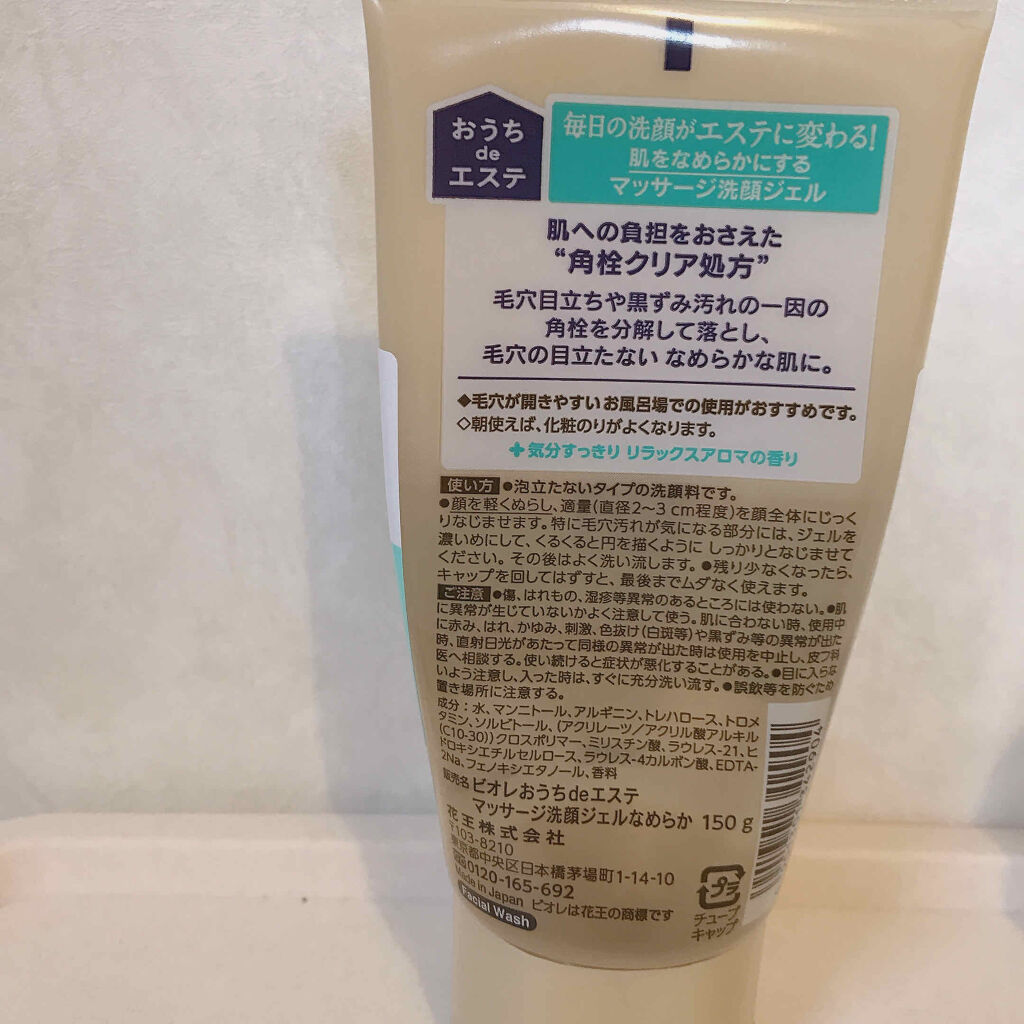 おうち
de
エステ
毎日の洗顔がエステに変わる!
肌をなめらかにする
マッサージ洗顔ジェル
肌への負担をおさえた
“角栓クリア処方”
毛穴目立ちや黒ずみ汚れの一因の
角栓を分解して落とし、
毛穴の目立たない なめらかな肌に。
◆毛穴が開きやすい お風呂場での使用がおすすめです。
◇朝使えば、化粧のりがよくなります。
+気分すっきり リラックスアロマの香り
使い方 ●泡立たないタイプの洗顔料です。
●顔を軽くぬらし、適量(直径2〜3 cm程度)を顔全体にじっく
りなじませます。特に毛穴汚れが気になる部分には、ジェルを
濃いめにして、くるくると円を描くように しっかりとなじませて
ください。その後はよく洗い流します。●残り少なくなったら、
キャップを回してはずすと、最後までムダなく使えます。
ご注意 ●傷、はれもの、湿疹等異常のあるところには使わない。●肌
に異常が生じていないかよく注意して使う。肌に合わない時、使用中
に赤み、はれ、かゆみ、刺激、色抜け(白斑等)や黒ずみ等の異常が出た
時、直射日光があたって同様の異常が出た時は使用を中止し、皮フ科
医へ相談する。使い続けると症状が悪化することがある。●目に入らな
いよう注意し、入った時は、すぐに充分洗い流す。●誤飲等を防ぐため
置き場所に注意する。
成分：水、マンニトール、アルギニン、トレハロース、トロメ
タミン、ソルビトール、(アクリレーツ／アクリル酸アルキル
(C10-30))クロスポリマー、ミリスチン酸、ラウレス-21、ヒ
ドロキシエチルセルロース、ラウレス-4カルボン酸、EDTA-
2Na、フェノキシエタノール、香料
販売名 ビオレおうちdeエステ
マッサージ洗顔ジェルなめらか 150 g
花王株式会社
〒103-8210
東京都中央区日本橋茅場町1-14-10
0120-165-692
Made in Japan ビオレは花王の商標です
Facial Wash
プラ
チューブ
キャップ